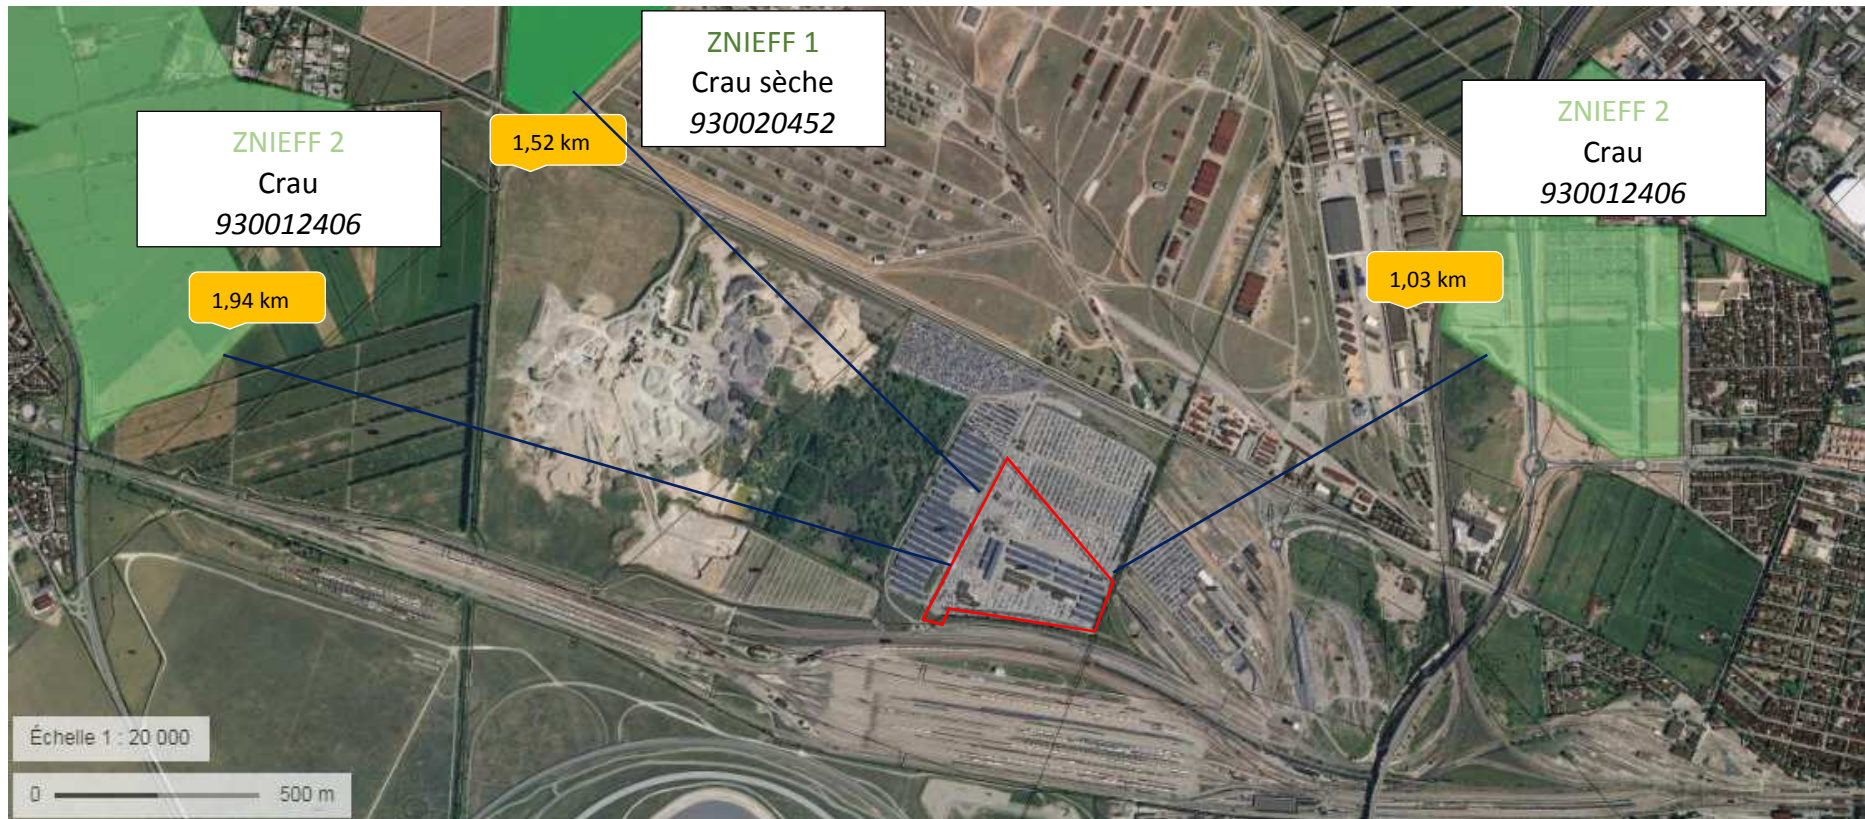 ZNIEFF 1
Crau sèche
930020452
ZNIEFF 2
Crau
930012406
ZNIEFF 2
Crau
930012406
1,52 km
1,94 km
1,03 km
Échelle 1 : 20 000
0 500 m